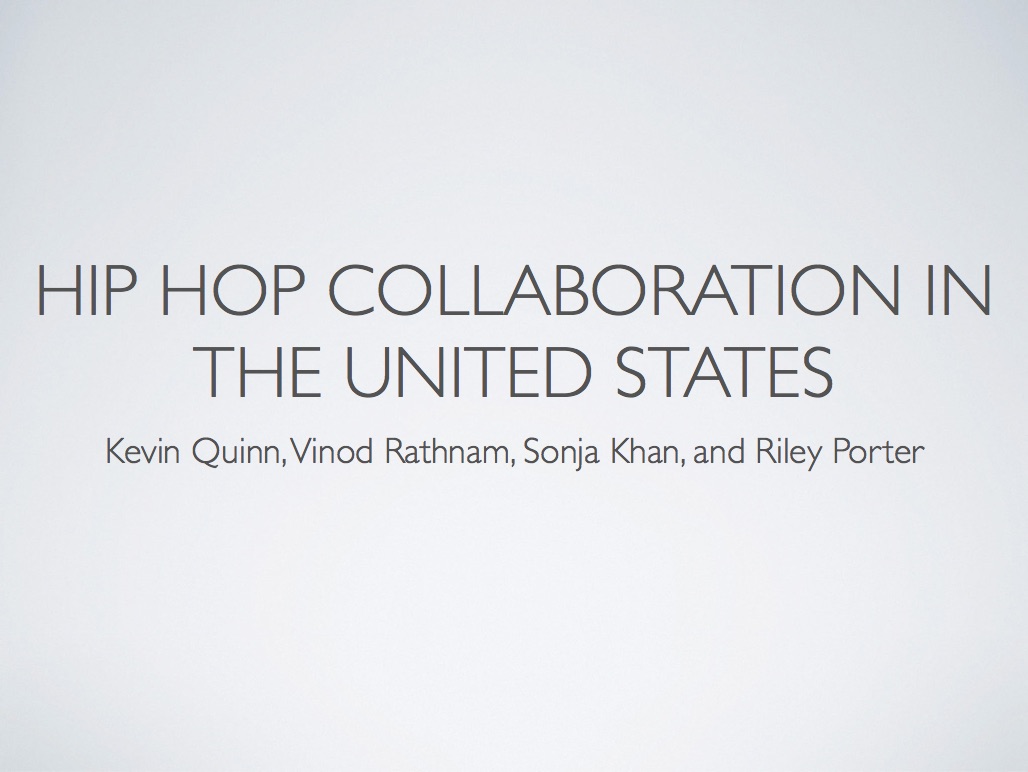 HIP HOP COLLABORATION IN
THE UNITED STATES
Kevin Quinn, Vinod Rathnam, Sonja Khan, and Riley Porter